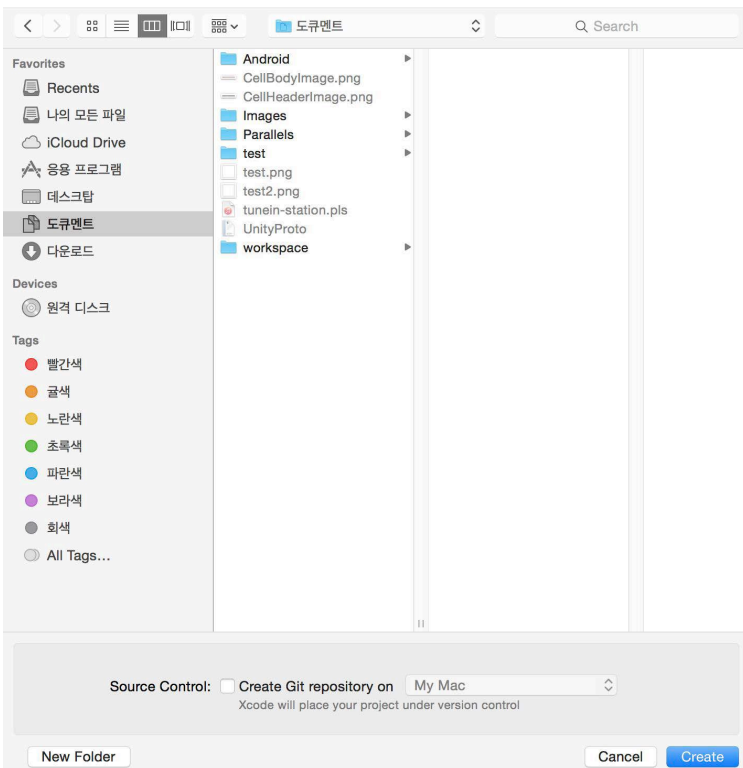 도큐멘트
Search
Favorites
Recents
나의 모든 파일
iCloud Drive
응용 프로그램
데스크탑
도큐멘트
다운로드
Devices
원격 디스크
Tags
빨간색
귤색
노란색
초록색
파란색
보라색
회색
All Tags...
Android
CellBodyImage.png
CellHeaderImage.png
Images
Parallels
test
test.png
test2.png
tunein-station.pls
UnityProto
workspace
Source Control: Create Git repository on My Mac
Xcode will place your project under version control
New Folder Cancel Create